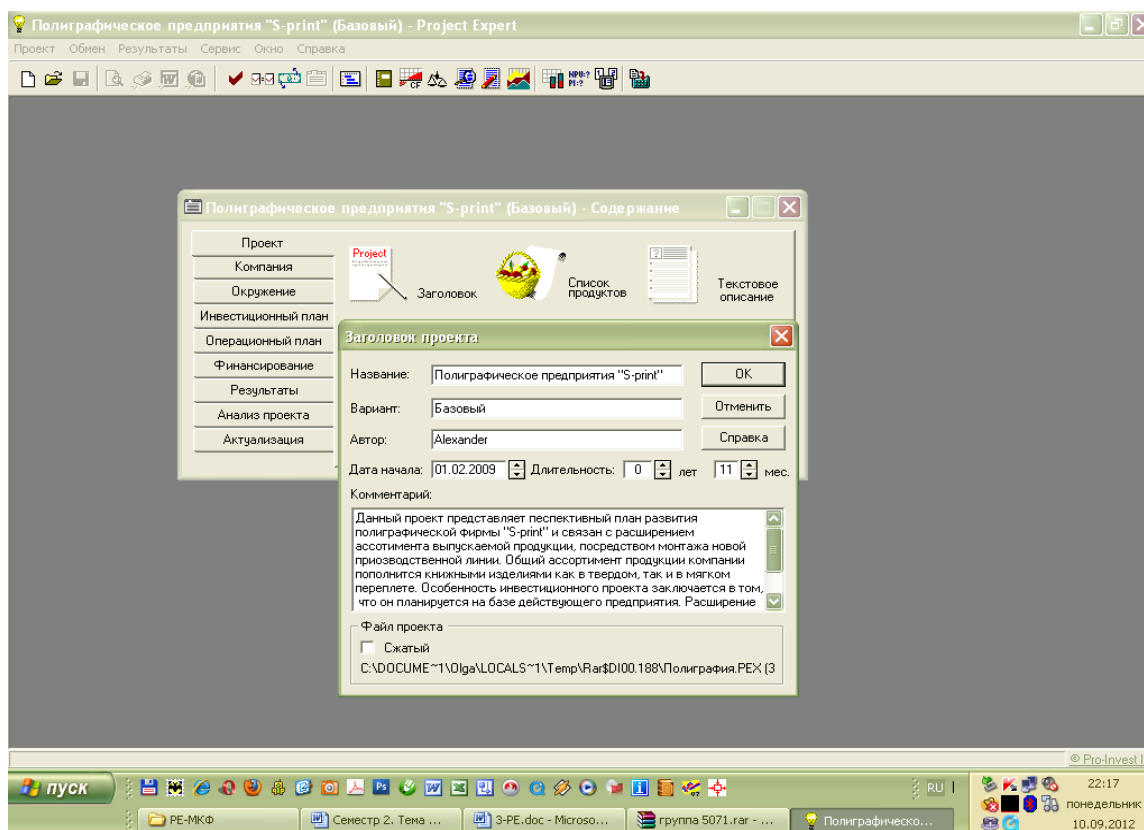 Полиграфическое предприятия "S-print" (Базовый) - Project Expert
Проект Обмен Результаты Сервис Окно Справка
Полиграфическое предприятия "S-print" (Базовый) - Содержание
Проект
Компания
Окружение
Инвестиционный план
Операционный план
Финансирование
Результаты
Анализ проекта
Актуализация
Project
Заголовок
Список
продуктов
Текстовое
описание
Заголовок проекта
Название: Полиграфическое предприятия "S-print" OK
Вариант: Базовый Отменить
Автор: Alexander Справка
Дата начала: 01.02.2009 Длительность: 0 лет 11 мес.
Комментарий:
Данный проект представляет песпективный план развития
полиграфической фирмы "S-print" и связан с расширением
ассотимента выпускаемой продукции, посредством монтажа новой
приозводственной линии. Общий ассортимент продукции компании
пополнится книжными изделиями как в твердом, так и в мягком
переплете. Особенность инвестиционного проекта заключается в том,
что он планируется на базе действующего предприятия. Расширение
Файл проекта
Сжатый
C:\DOCUME~1\Olga\LOCALS~1\Temp\Rar$DI00.188\Полиграфия.PEX (3
© Pro-Invest
пуск RU 22:17
понедельник
PE-МКФ Семестр 2. Тема ... 3-PE.doc - Microso... группа 5071.rar - ... Полиграфическо... 10.09.2012